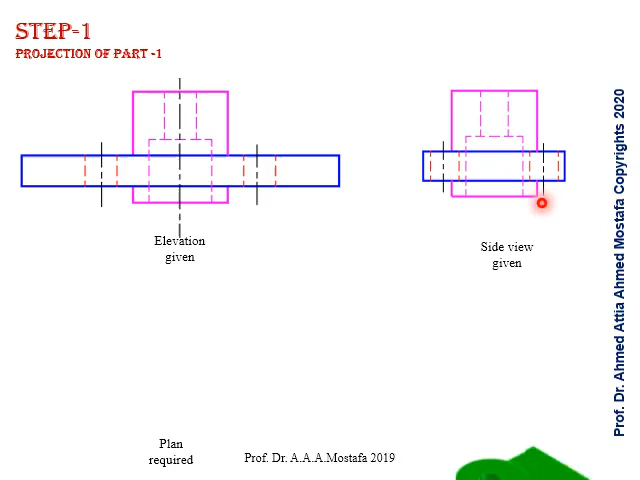 STEP-1
PROJECTION OF PART -1
Elevation
given
Side view
given
Plan
required
Prof. Dr. A.A.A.Mostafa 2019
Prof. Dr. Ahmed Attia Ahmed Mostafa Copyrights 2020